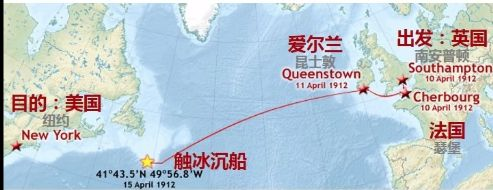 爱尔兰
昆士敦
Queenstown
11 April 1912
出发：英国
南安普顿
Southampton
10 April 1912
Cherbourg
10 April 1912
法国
瑟堡
目的：美国
纽约
New York
触冰沉船
41°43.5'N 49°56.8'W
15 April 1912